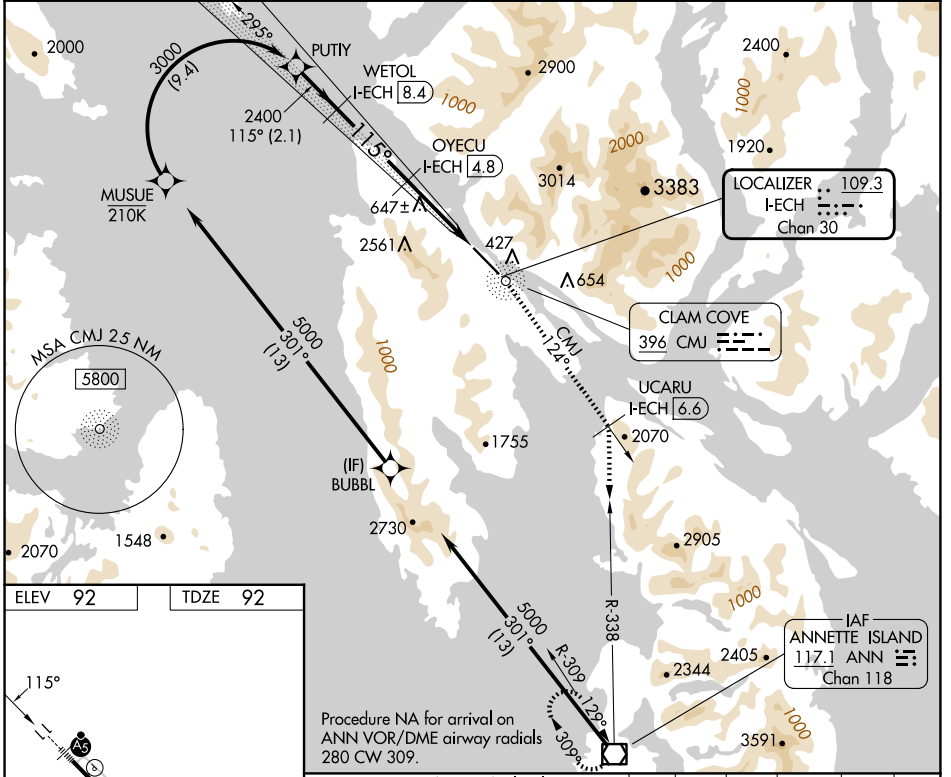 2000
295°
3000
(9.4)
PUTIY
WETOL
I-ECH 8.4
2400
115° (2.1)
115°
OYECU
I-ECH 4.8
2900
1000
2400
1000
1920
2000
3014
3383
1000
MUSUE
210K
647±
2561
427
654
LOCALIZER 109.3
I-ECH
Chan 30
CLAM COVE
396 CMJ
CMJ
124°
UCARU
I-ECH 6.6
2070
5000
301°
(13)
1000
MSA CMJ 25 NM
5800
1755
(IF)
BUBBL
2730
2070
1548
2905
1000
R-338
5000
301°
(13)
R-309
129°
309°
2344
2405
IAF
ANNETTE ISLAND
117.1 ANN
Chan 118
3591
1000
ELEV 92
TDZE 92
115°
A5
P
Procedure NA for arrival on
ANN VOR/DME airway radials
280 CW 309.